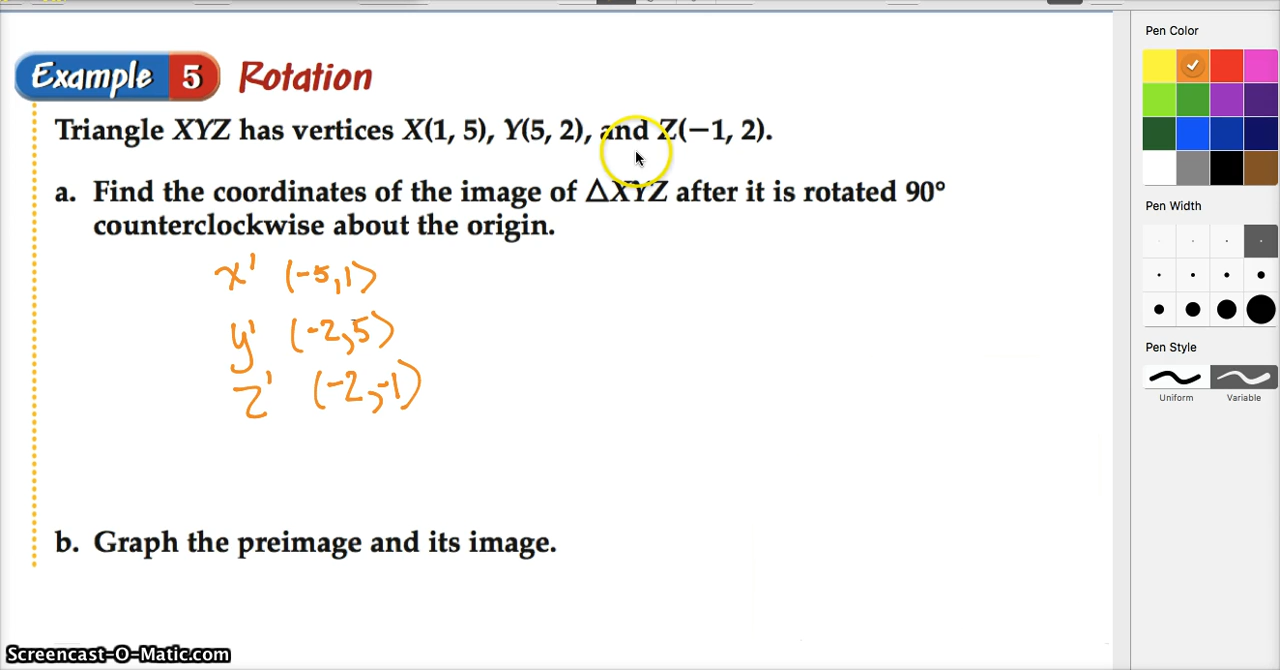 Example 5 Rotation
Triangle XYZ has vertices X(1, 5), Y(5, 2), and Z(−1, 2).
a. Find the coordinates of the image of △XYZ after it is rotated 90°
counterclockwise about the origin.
x' (-5,1)
y' (-2,5)
z' (-2,-1)
b. Graph the preimage and its image.
Screencast-O-Matic.com
Pen Color
Pen Width
Pen Style
Uniform Variable